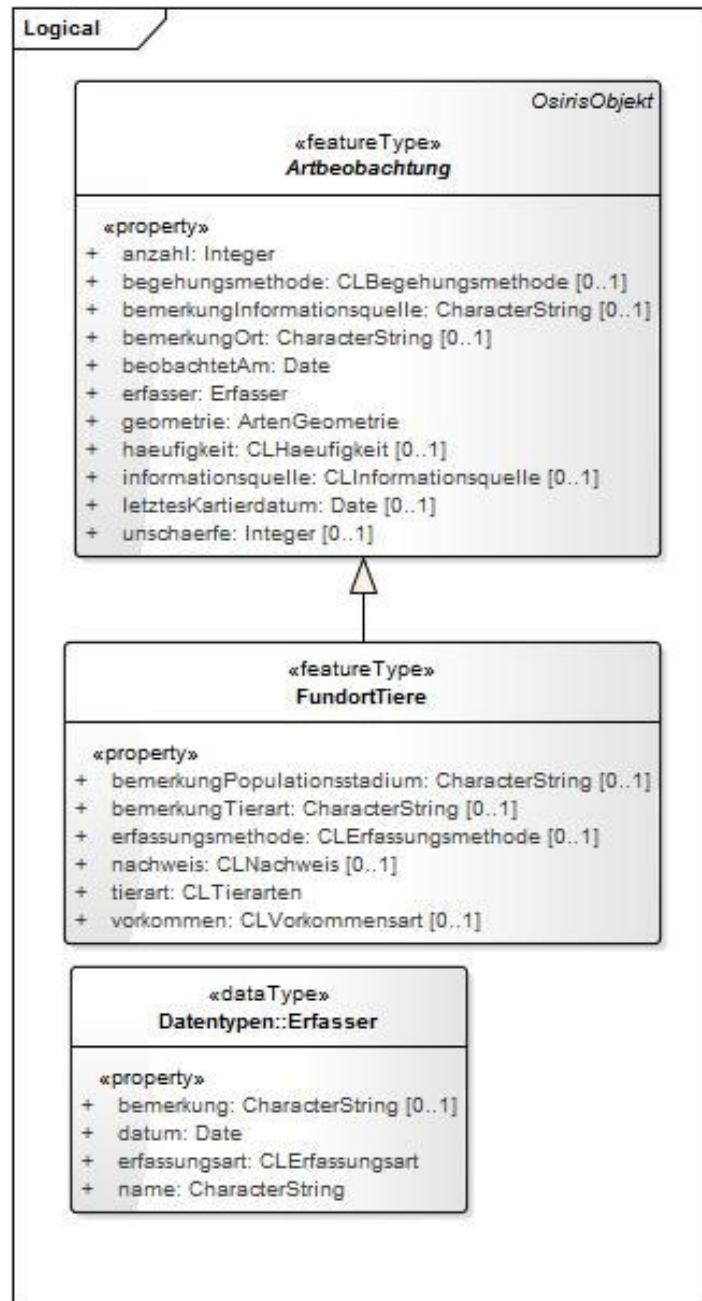 Logical
OsirisObjekt
«featureType»
Artbeobachtung
«property»
+ anzahl: Integer
+ begehungsmethode: CLBegehungsmethode [0..1]
+ bemerkungInformationsquelle: CharacterString [0..1]
+ bemerkungOrt: CharacterString [0..1]
+ beobachtetAm: Date
+ erfasser: Erfasser
+ geometrie: ArtenGeometrie
+ haeufigkeit: CLHaeufigkeit [0..1]
+ informationsquelle: CLInformationsquelle [0..1]
+ letztesKartierdatum: Date [0..1]
+ unschaerfe: Integer [0..1]
«featureType»
FundortTiere
«property»
+ bemerkungPopulationsstadium: CharacterString [0..1]
+ bemerkungTierart: CharacterString [0..1]
+ erfassungsmethode: CLErfassungsmethode [0..1]
+ nachweis: CLNachweis [0..1]
+ tierart: CLTierarten
+ vorkommen: CLVorkommensart [0..1]
«dataType»
Datentypen::Erfasser
«property»
+ bemerkung: CharacterString [0..1]
+ datum: Date
+ erfassungsart: CLErfassungsart
+ name: CharacterString